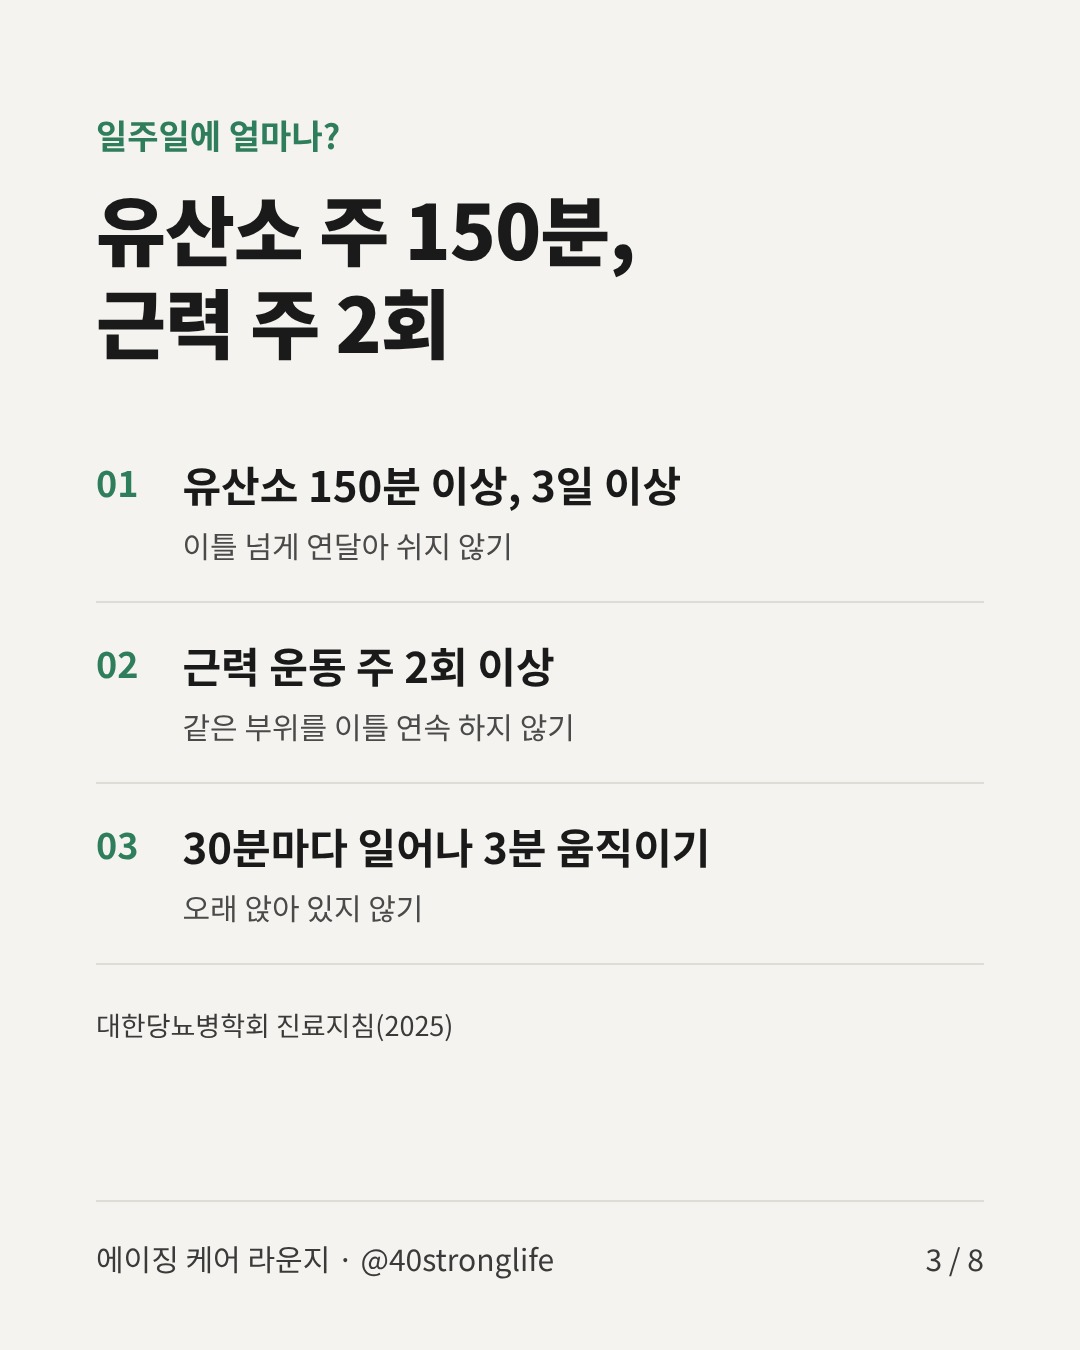 일주일에 얼마나?
유산소 주 150분,
근력 주 2회
01 유산소 150분 이상, 3일 이상
이틀 넘게 연달아 쉬지 않기
02 근력 운동 주 2회 이상
같은 부위를 이틀 연속 하지 않기
03 30분마다 일어나 3분 움직이기
오래 앉아 있지 않기
대한당뇨병학회 진료지침(2025)
에이징 케어 라운지 · @40stronglife 3 / 8